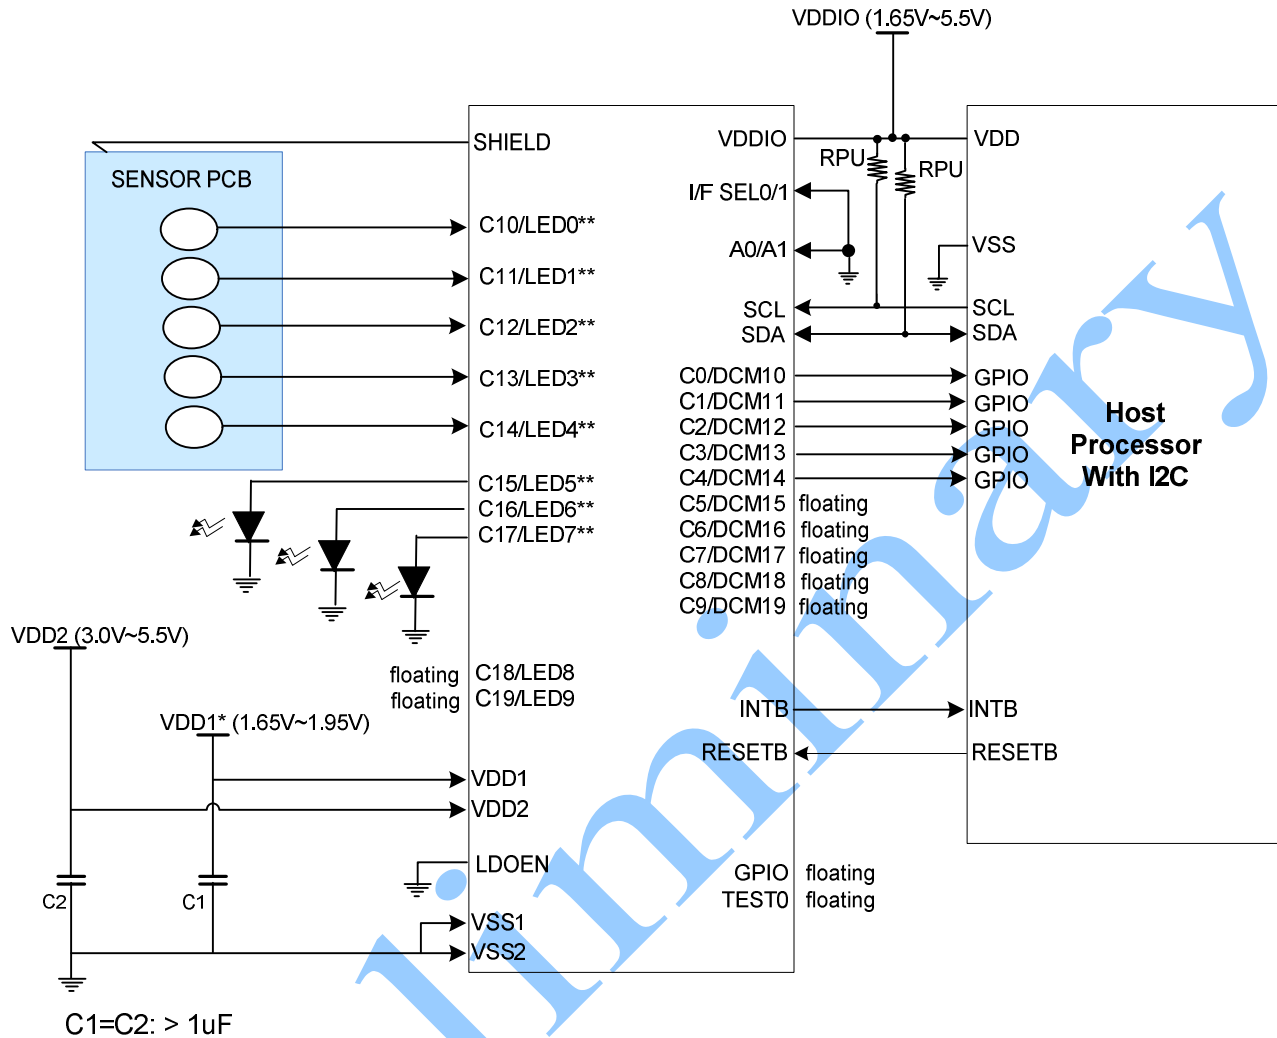 VDDIO (1.65V~5.5V)
SHIELD
SENSOR PCB
C10/LED0**
C11/LED1**
C12/LED2**
C13/LED3**
C14/LED4**
C15/LED5**
C16/LED6**
C17/LED7**
VDD2 (3.0V~5.5V)
floating C18/LED8
floating C19/LED9
VDD1* (1.65V~1.95V)
VDD1
VDD2
LDOEN
C2
C1
VSS1
VSS2
C1=C2: > 1uF
VDDIO
RPU
RPU
I/F SEL0/1
A0/A1
SCL
SDA
C0/DCM10
C1/DCM11
C2/DCM12
C3/DCM13
C4/DCM14
C5/DCM15 floating
C6/DCM16 floating
C7/DCM17 floating
C8/DCM18 floating
C9/DCM19 floating
INTB
RESETB
GPIO floating
TEST0 floating
VDD
VSS
SCL
SDA
GPIO
GPIO
GPIO
GPIO
GPIO
Host
Processor
With I2C
INTB
RESETB
liminary